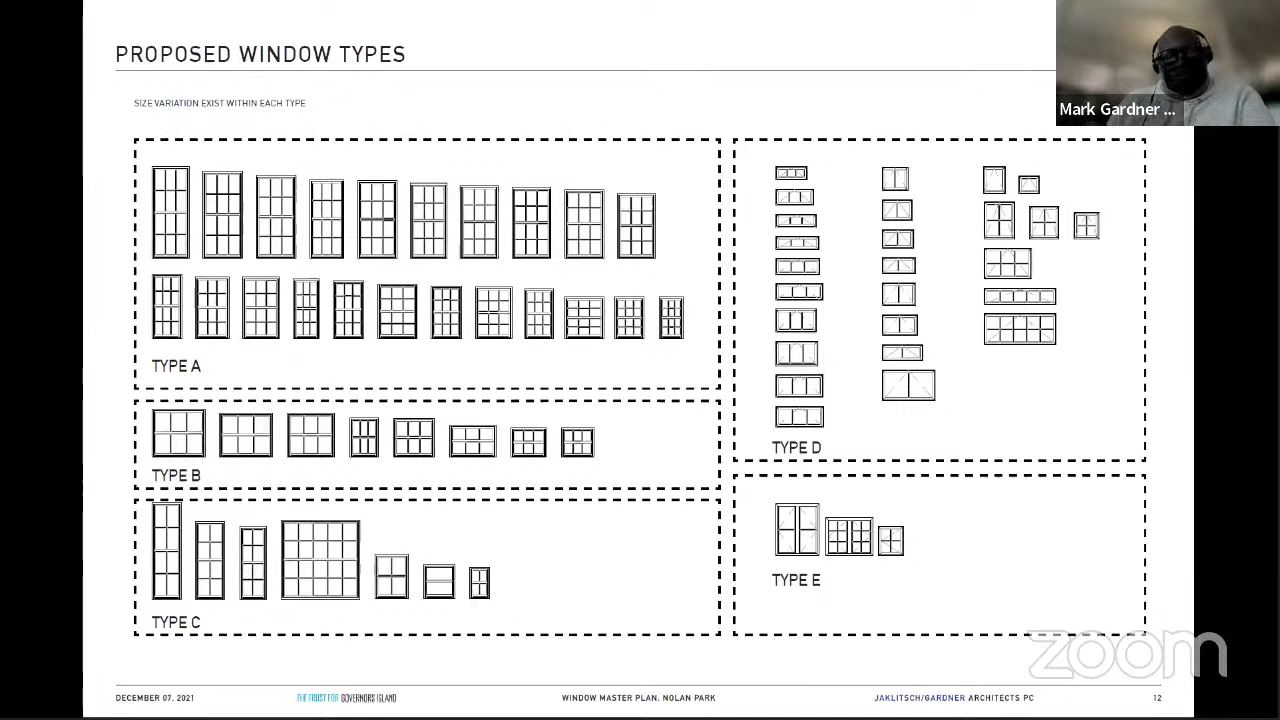 PROPOSED WINDOW TYPES
Mark Gardner ...
SIZE VARIATION EXIST WITHIN EACH TYPE
TYPE A
TYPE B
TYPE C
TYPE D
TYPE E
zoom
DECEMBER 07. 2021
THE TRUST FOR GOVERNORS ISLAND
WINDOW MASTER PLAN, NOLAN PARK
JAKLITSCH/GARDNER ARCHITECTS PC
12